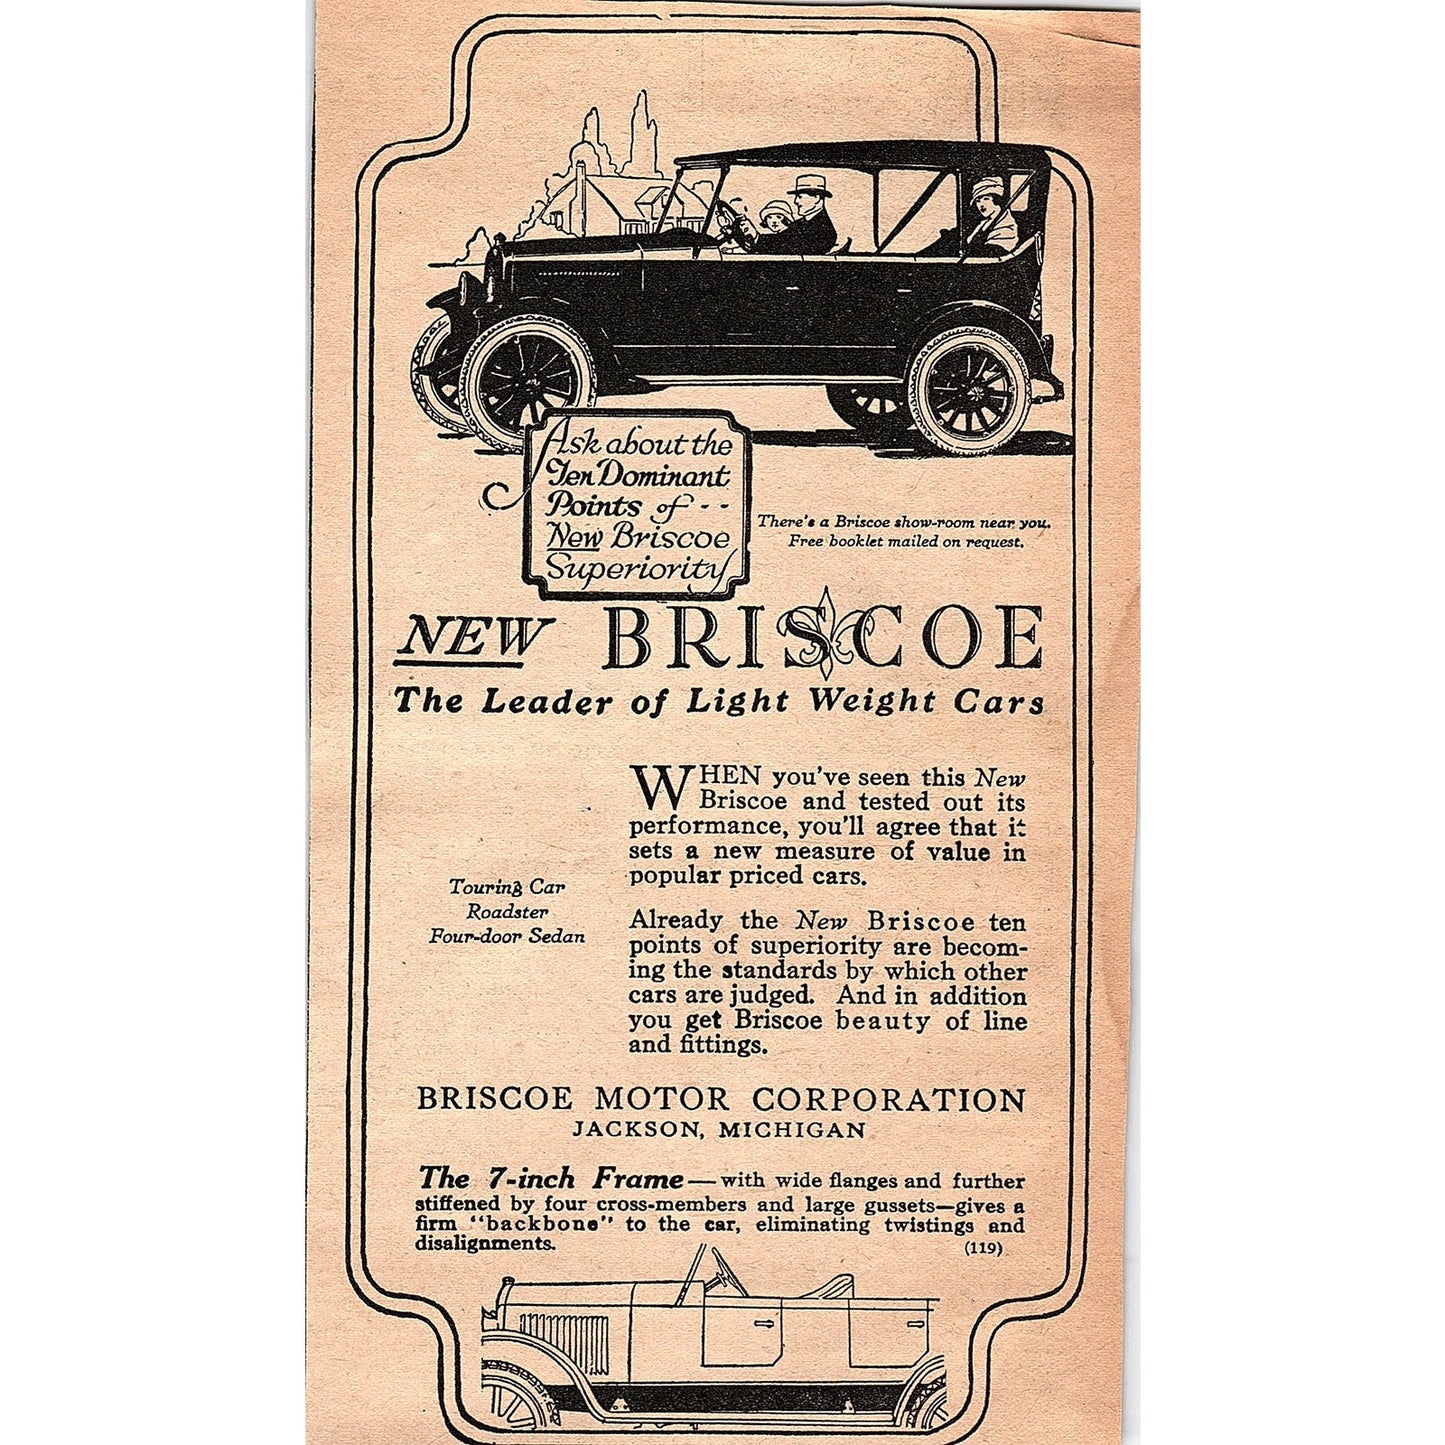 Ask about the
Ten Dominant
Points of --
New Briscoe
Superiority
There's a Briscoe show-room near you.
Free booklet mailed on request.
NEW BRISCOE
The Leader of Light Weight Cars
WHEN you've seen this New
Briscoe and tested out its
performance, you'll agree that it
sets a new measure of value in
popular priced cars.
Touring Car
Roadster
Four-door Sedan
Already the New Briscoe ten
points of superiority are becom-
ing the standards by which other
cars are judged. And in addition
you get Briscoe beauty of line
and fittings.
BRISCOE MOTOR CORPORATION
JACKSON, MICHIGAN
The 7-inch Frame—with wide flanges and further
stiffened by four cross-members and large gussets—gives a
firm "backbone" to the car, eliminating twistings and
disalignments. (119)